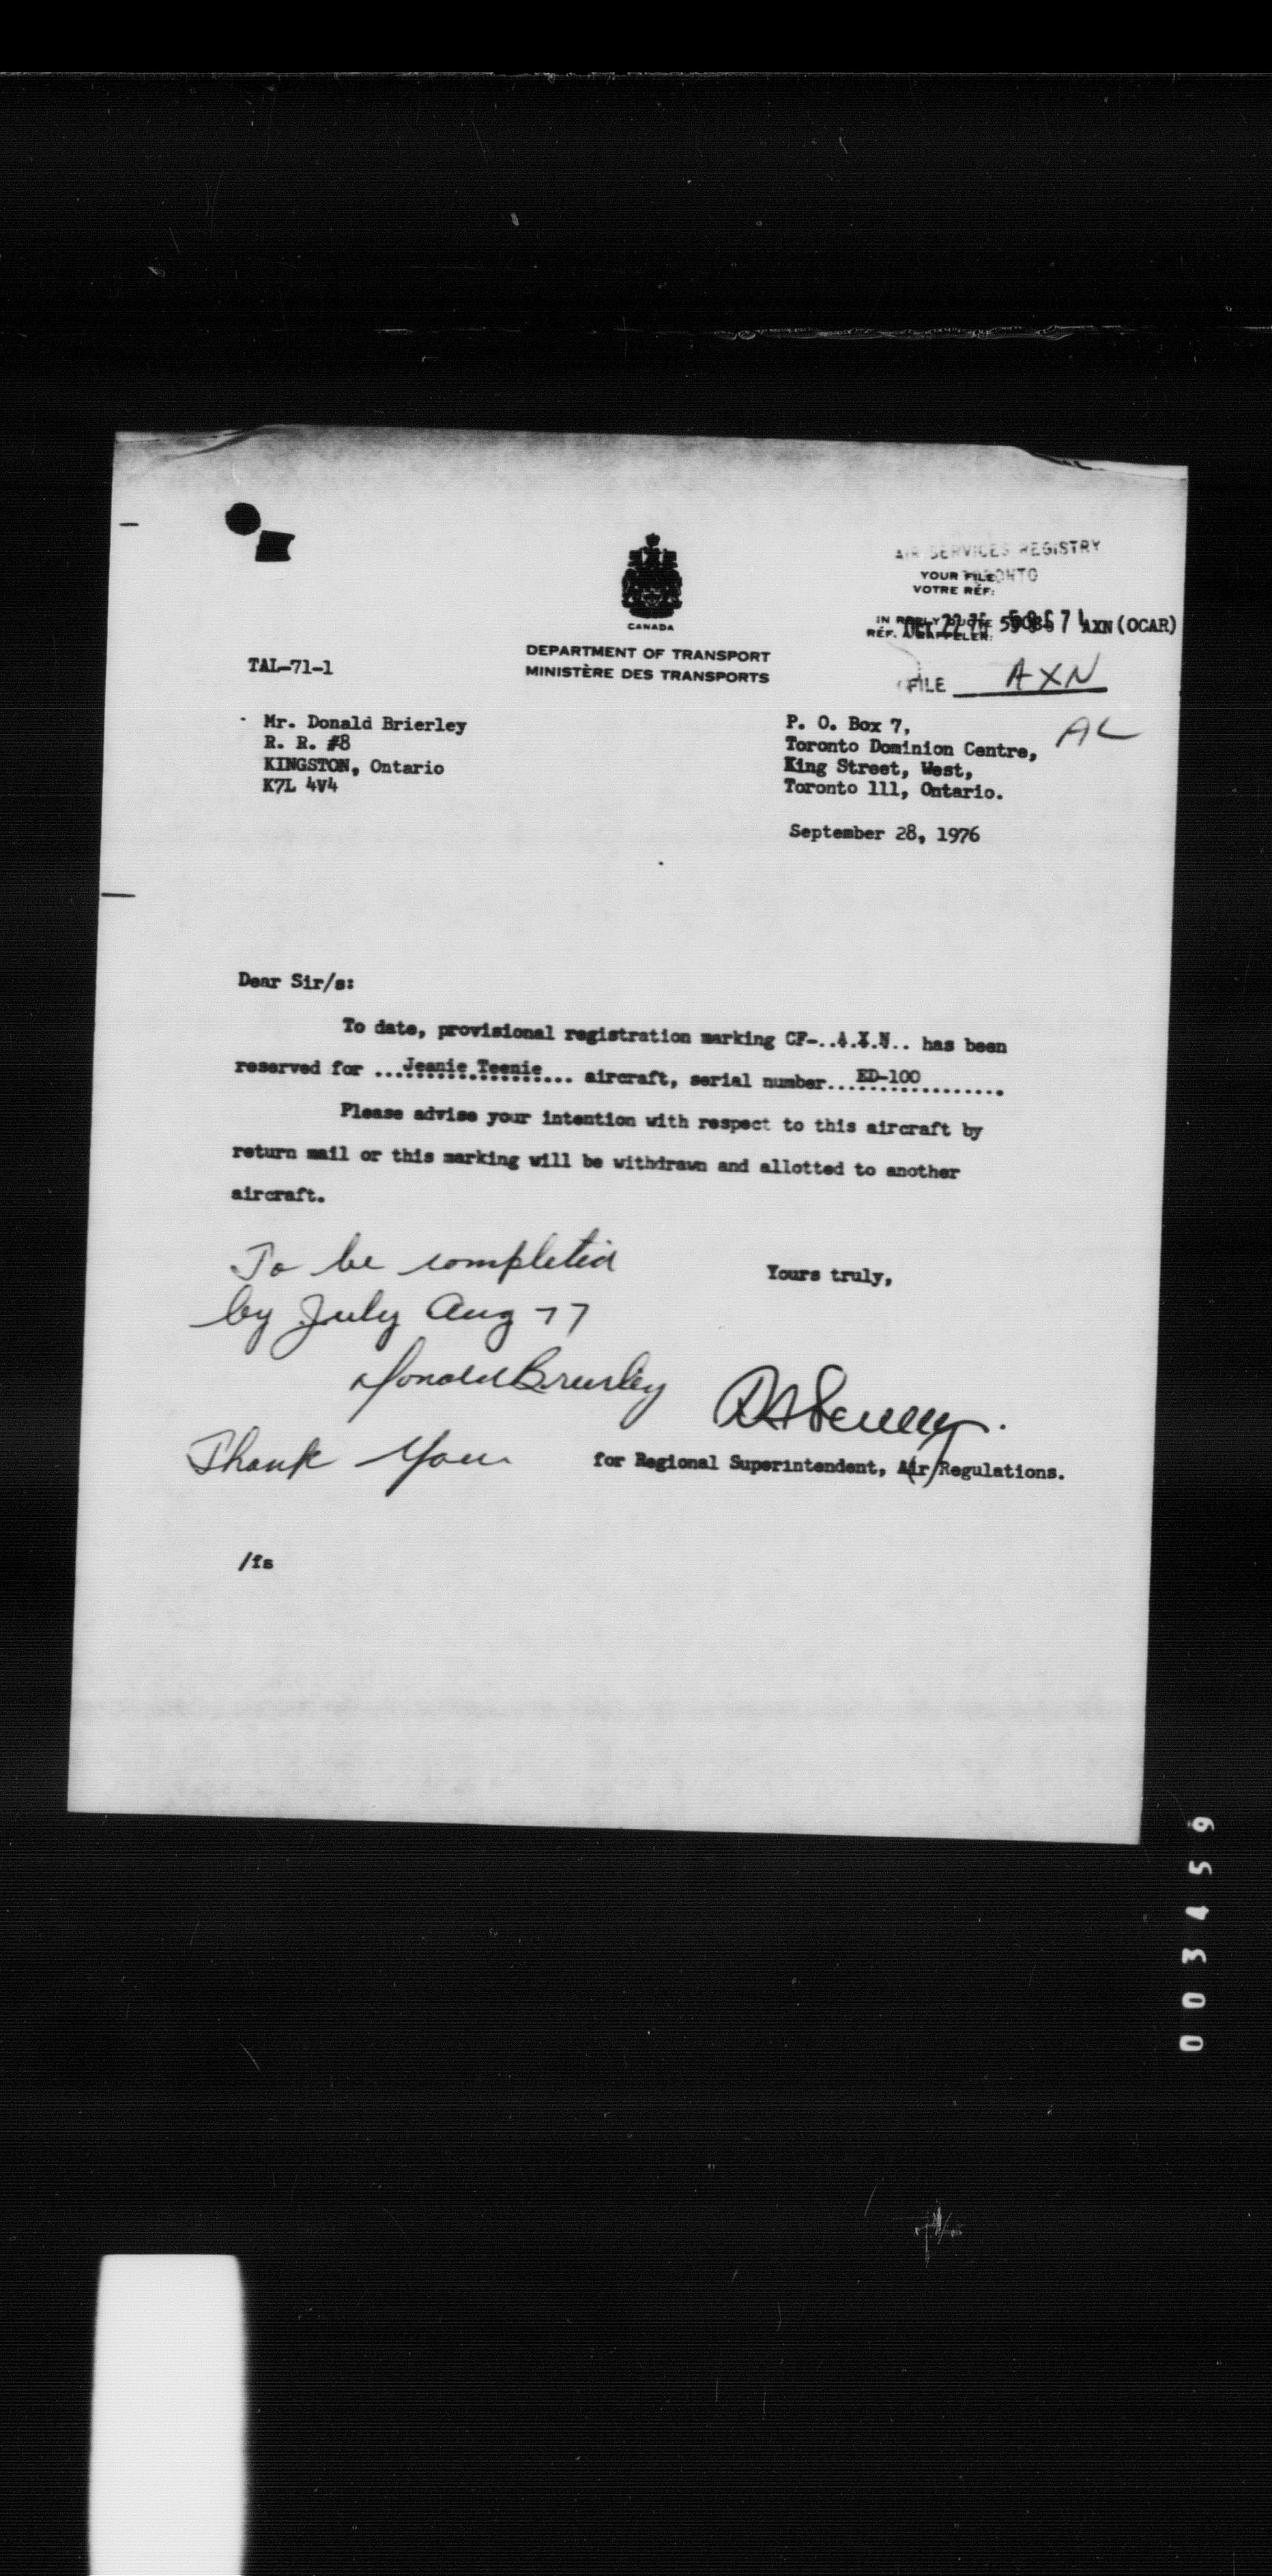 AIR SERVICES REGISTRY
TORONTO
YOUR FILE
VOTRE RÉF:
IN REPLY QUOTE
RÉF. À RAPPELER:
AXN (OCAR)
CANADA
DEPARTMENT OF TRANSPORT
MINISTÈRE DES TRANSPORTS
FILE AXN
TAL-71-1
AL
Mr. Donald Brierley
R. R. #8
KINGSTON, Ontario
K7L 4V4
P. O. Box 7,
Toronto Dominion Centre,
King Street, West,
Toronto 111, Ontario.
September 28, 1976
Dear Sir/s:
To date, provisional registration marking CF-..A.X.N.. has been
reserved for ...Jeanie Teenie... aircraft, serial number...ED-100
Please advise your intention with respect to this aircraft by
return mail or this marking will be withdrawn and allotted to another
aircraft.
To be completed
by July Aug 77
Donald Brierley
Thank You
Yours truly,
for Regional Superintendent, Air Regulations.
/fs
003459